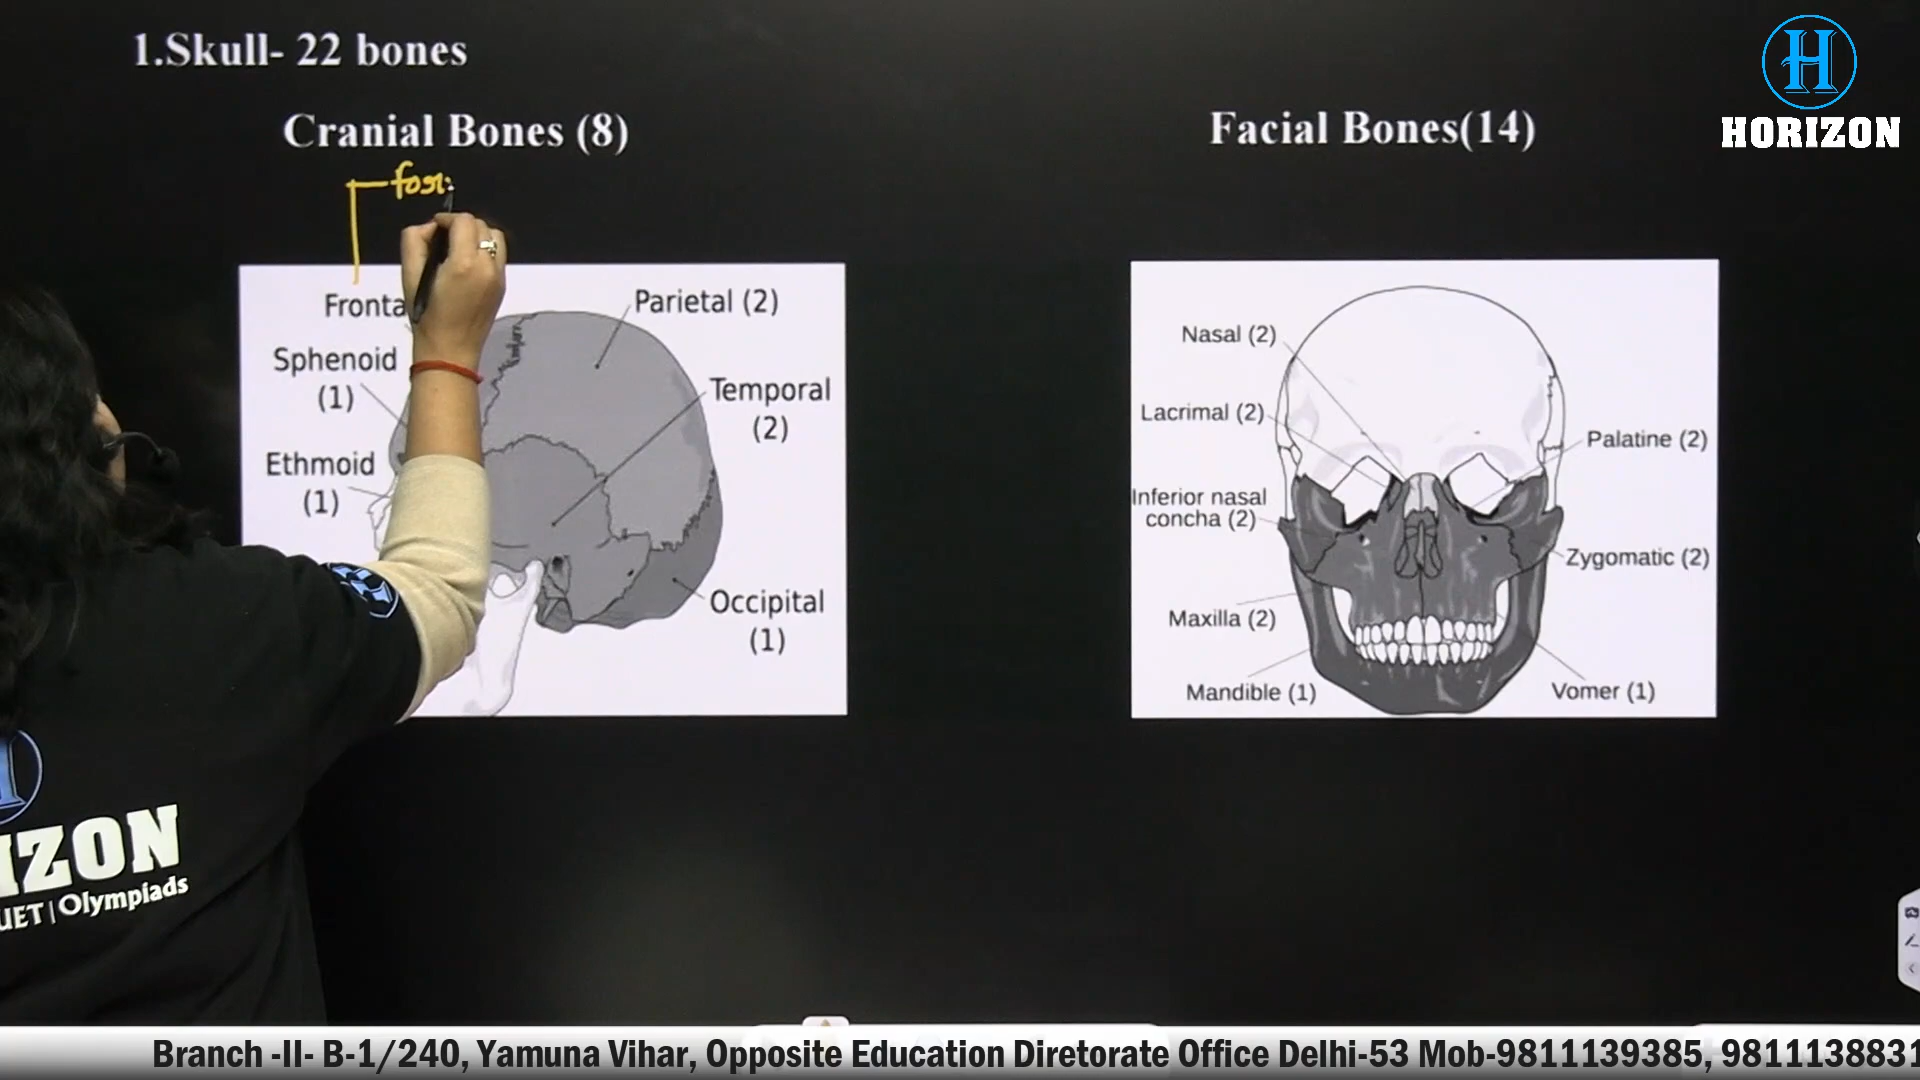 1.Skull- 22 bones
H
HORIZON
Cranial Bones (8)
Facial Bones(14)
Parietal (2)
Sphenoid
(1)
Temporal
(2)
Ethmoid
(1)
Occipital
(1)
Nasal (2)
Lacrimal (2)
Palatine (2)
Inferior nasal
concha (2)
Zygomatic (2)
Maxilla (2)
Mandible (1)
Vomer (1)
IZON
UET | Olympiads
Branch -II- B-1/240, Yamuna Vihar, Opposite Education Diretorate Office Delhi-53 Mob-9811139385, 9811138831